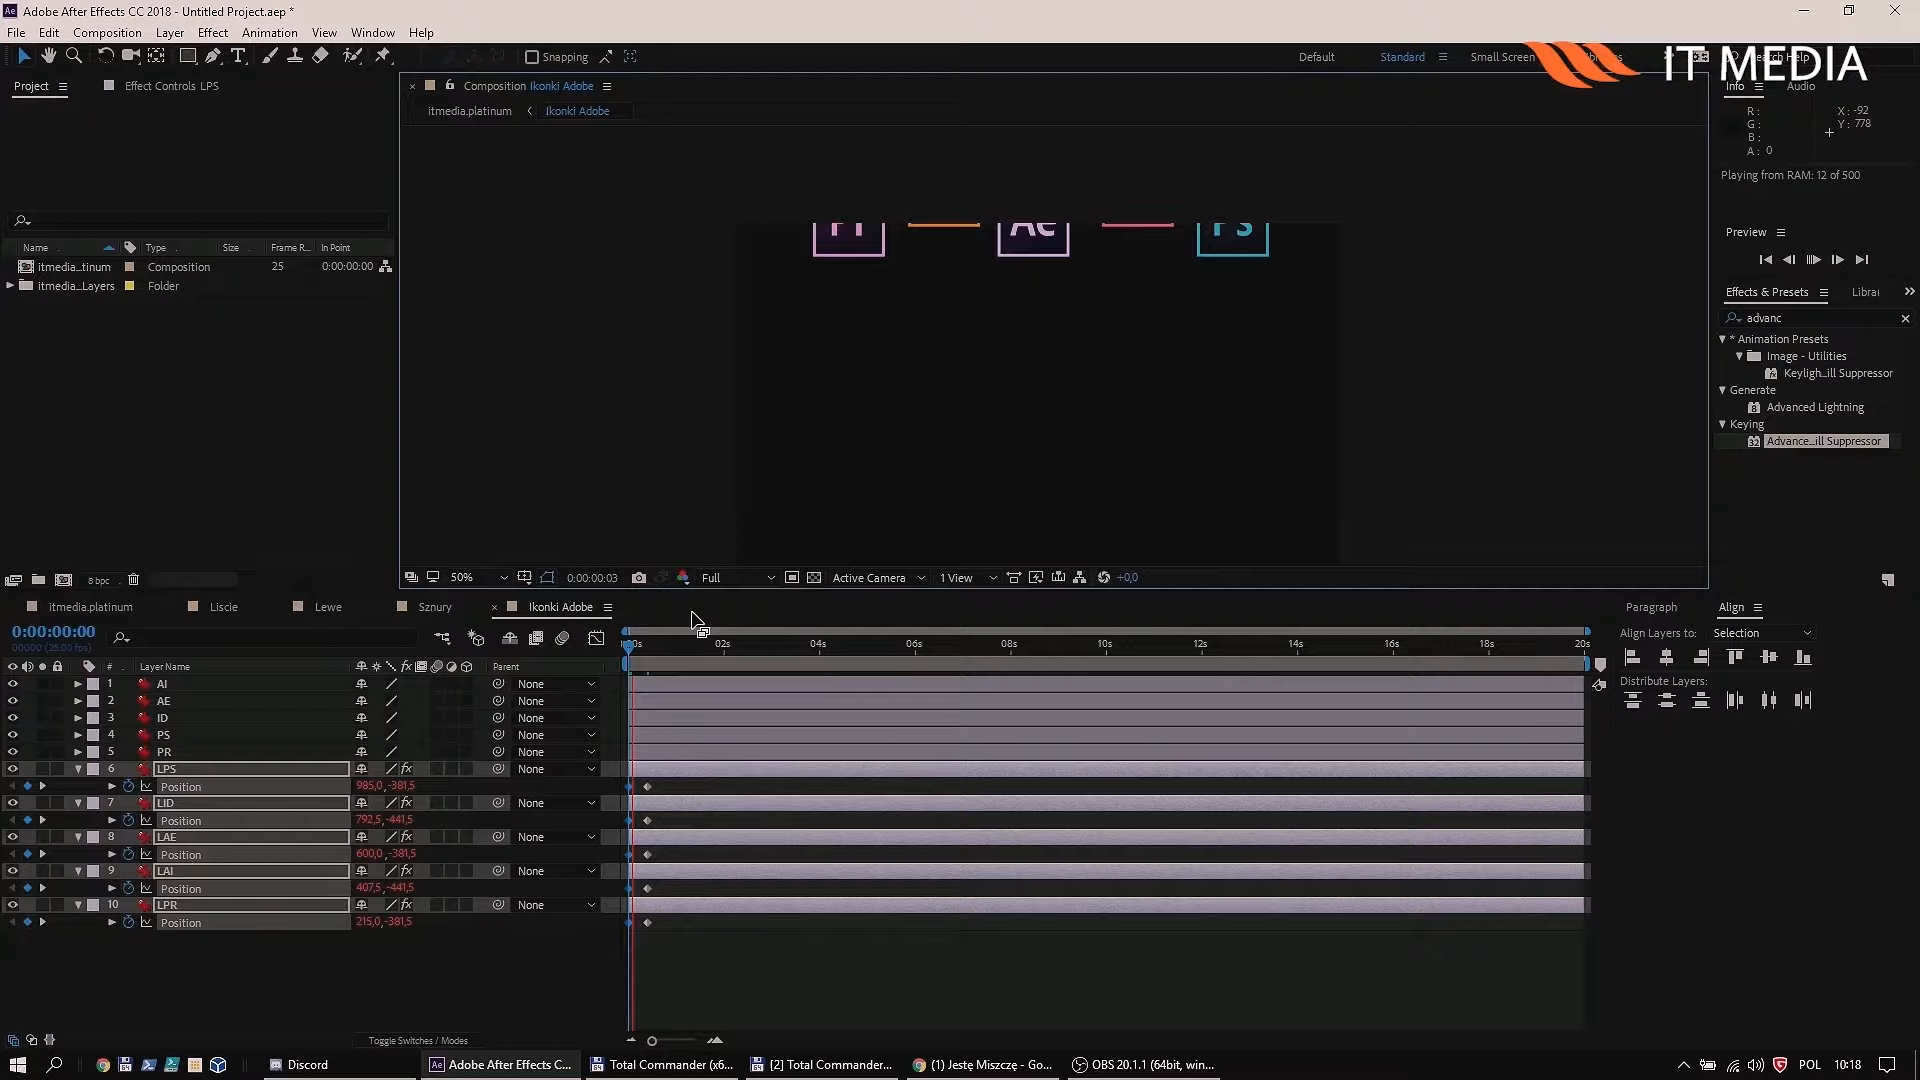 Adobe After Effects CC 2018 - Untitled Project.aep *
File Edit Composition Layer Effect Animation View Window Help
Snapping
Default Standard Small Screen
IT MEDIA
Project Effect Controls LPS
Composition Ikonki Adobe
Info Audio
itmedia.platinum Ikonki Adobe
R:
G:
B:
A: 0
X: -92
Y: 778
Playing from RAM: 12 of 500
Pr Ae Ps
Preview
Name Type Size Frame R... In Point
itmedia_tinum Composition 25 0:00:00:00
itmedia_Layers Folder
Effects & Presets Librar
advanc
* Animation Presets
Image - Utilities
Keyligh...ill Suppressor
Generate
Advanced Lightning
Keying
Advance...ill Suppressor
8 bpc
50% 0:00:00:03 Full Active Camera 1 View +0,0
itmedia.platinum Liscie Lewe Sznury Ikonki Adobe
Paragraph Align
0:00:00:00
00000 (25.00 fps)
02s 04s 06s 08s 10s 12s 14s 16s 18s 20s
Align Layers to: Selection
Distribute Layers:
# Layer Name Parent
1 AI None
2 AE None
3 ID None
4 PS None
5 PR None
6 LPS None
Position 985,0,-381,5
7 LID None
Position 792,5,-441,5
8 LAE None
Position 600,0,-381,5
9 LAI None
Position 407,5,-441,5
10 LPR None
Position 215,0,-381,5
Toggle Switches / Modes
Discord Adobe After Effects C... Total Commander (x6... [2] Total Commander... (1) Jestę Miszczę - Go... OBS 20.1.1 (64bit, win... POL 10:18